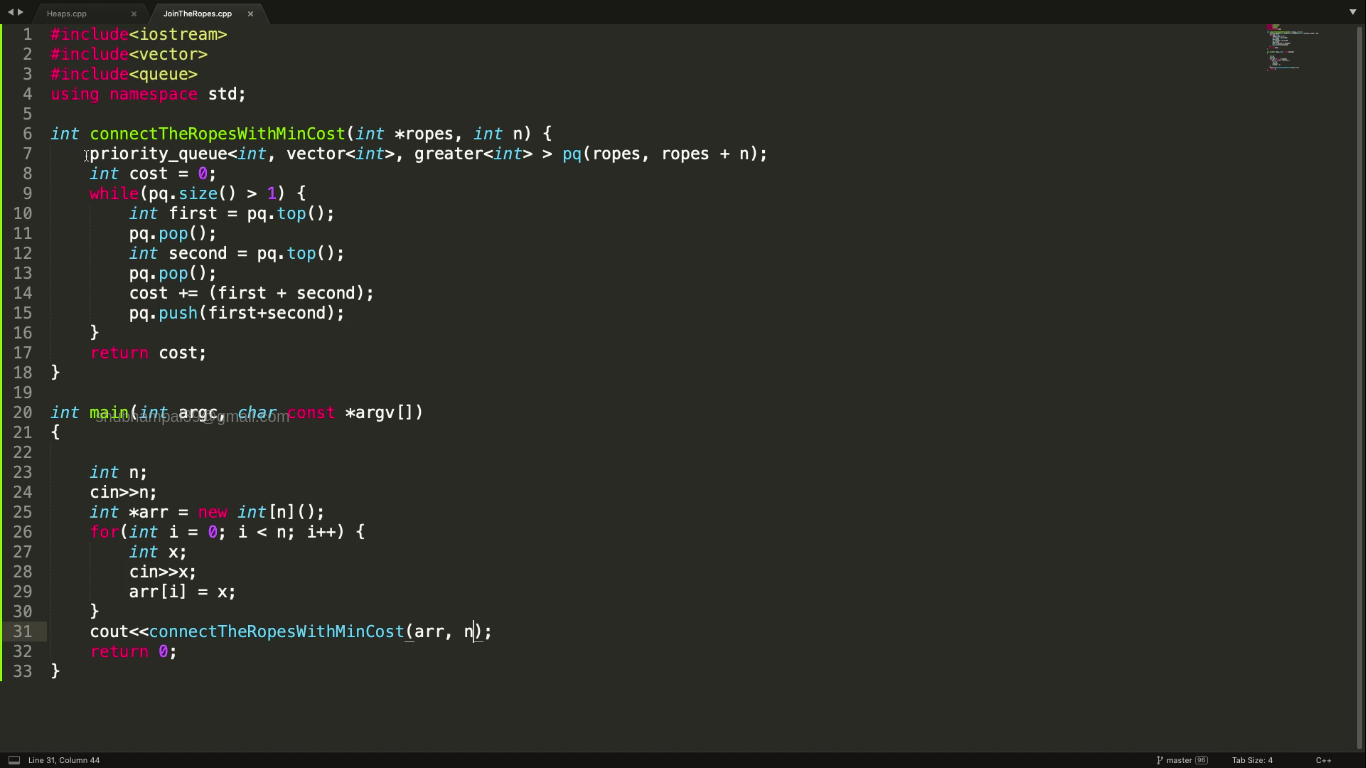 Heaps.cpp × JoinTheRopes.cpp ×
1 #include<iostream>
2 #include<vector>
3 #include<queue>
4 using namespace std;
5
6 int connectTheRopesWithMinCost(int *ropes, int n) {
7 priority_queue<int, vector<int>, greater<int> > pq(ropes, ropes + n);
8 int cost = 0;
9 while(pq.size() > 1) {
10 int first = pq.top();
11 pq.pop();
12 int second = pq.top();
13 pq.pop();
14 cost += (first + second);
15 pq.push(first+second);
16 }
17 return cost;
18 }
19
20 int main(int argc, char const *argv[])
shubhampal99@gmail.com
21 {
22
23 int n;
24 cin>>n;
25 int *arr = new int[n]();
26 for(int i = 0; i < n; i++) {
27 int x;
28 cin>>x;
29 arr[i] = x;
30 }
31 cout<<connectTheRopesWithMinCost(arr, n);
32 return 0;
33 }
Line 31, Column 44 master 96 Tab Size: 4 C++